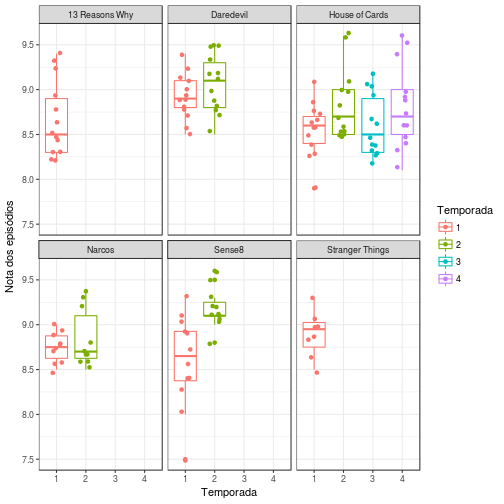 13 Reasons Why
Daredevil
House of Cards
9.5
9.0
8.5
8.0
7.5
Nota dos episódios
Temporada
1
2
3
4
Narcos
Sense8
Stranger Things
9.5
9.0
8.5
8.0
7.5
1 2 3 4
1 2 3 4
1 2 3 4
Temporada